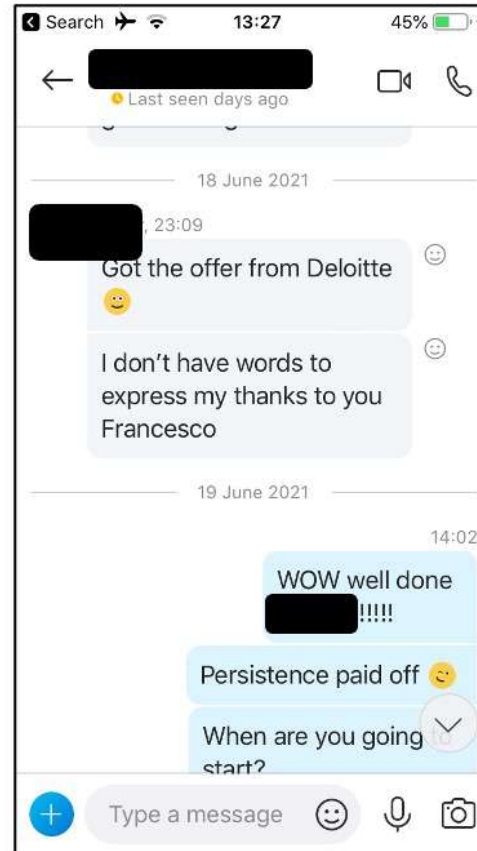 Search 13:27 45%
Last seen days ago
18 June 2021
, 23:09
Got the offer from Deloitte
I don't have words to
express my thanks to you
Francesco
19 June 2021
14:02
WOW well done
!!!!!
Persistence paid off
When are you going to
start?
Type a message